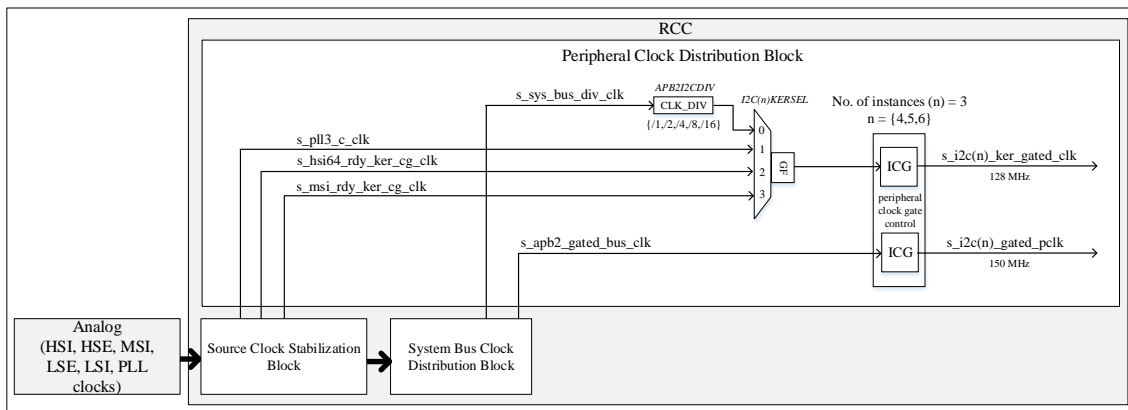 RCC
Peripheral Clock Distribution Block
APB2I2CDIV
s_sys_bus_div_clk
CLK_DIV
{/1,/2,/4,/8,/16}
I2C(n)KERSEL
0
1
2
3
GF
No. of instances (n) = 3
n = {4,5,6}
s_pll3_c_clk
s_hsi64_rdy_ker_cg_clk
s_msi_rdy_ker_cg_clk
ICG
s_i2c(n)_ker_gated_clk
128 MHz
peripheral
clock gate
control
s_apb2_gated_bus_clk
ICG
s_i2c(n)_gated_pclk
150 MHz
Analog
(HSI, HSE, MSI,
LSE, LSI, PLL
clocks)
Source Clock Stabilization
Block
System Bus Clock
Distribution Block